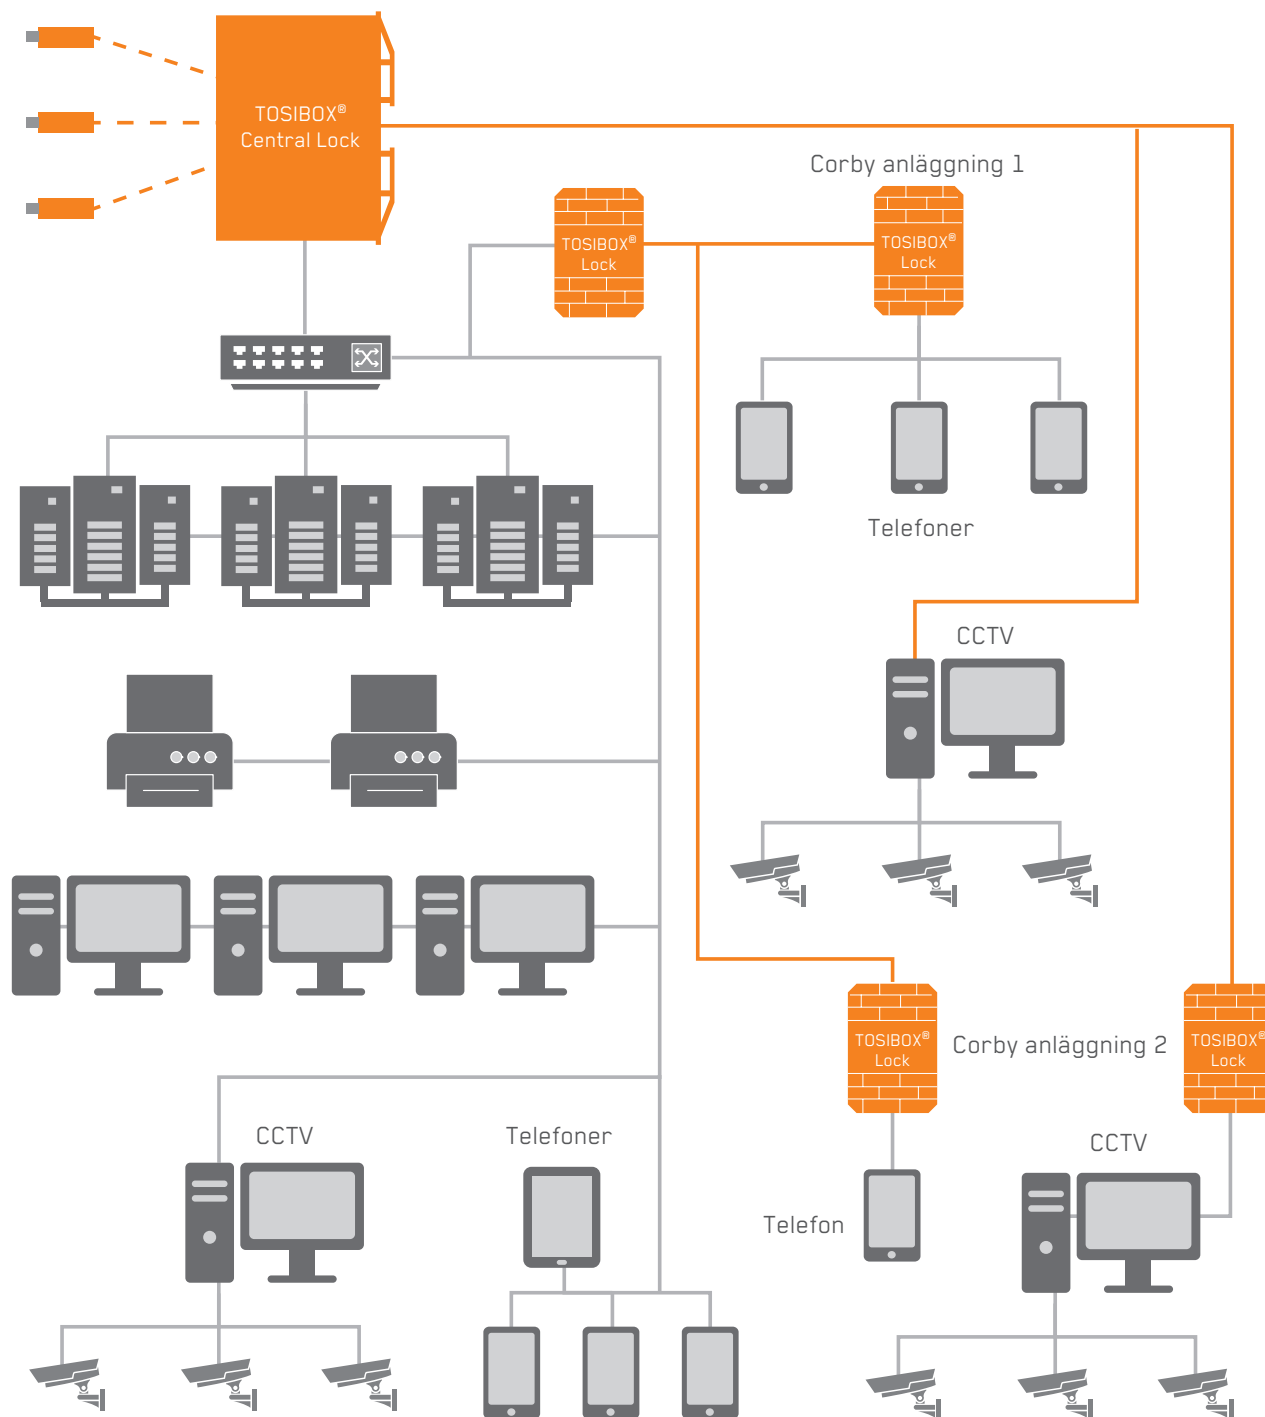 TOSIBOX®
Central Lock
Corby anläggning 1
TOSIBOX®
Lock
TOSIBOX®
Lock
Telefoner
CCTV
TOSIBOX®
Lock
Corby anläggning 2
TOSIBOX®
Lock
CCTV
Telefoner
CCTV
Telefon